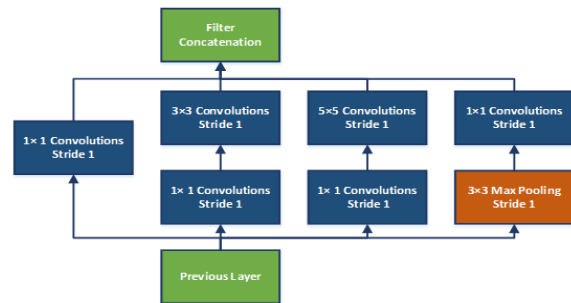 Filter
Concatenation
3×3 Convolutions
Stride 1
5×5 Convolutions
Stride 1
1×1 Convolutions
Stride 1
1× 1 Convolutions
Stride 1
1× 1 Convolutions
Stride 1
1× 1 Convolutions
Stride 1
3×3 Max Pooling
Stride 1
Previous Layer